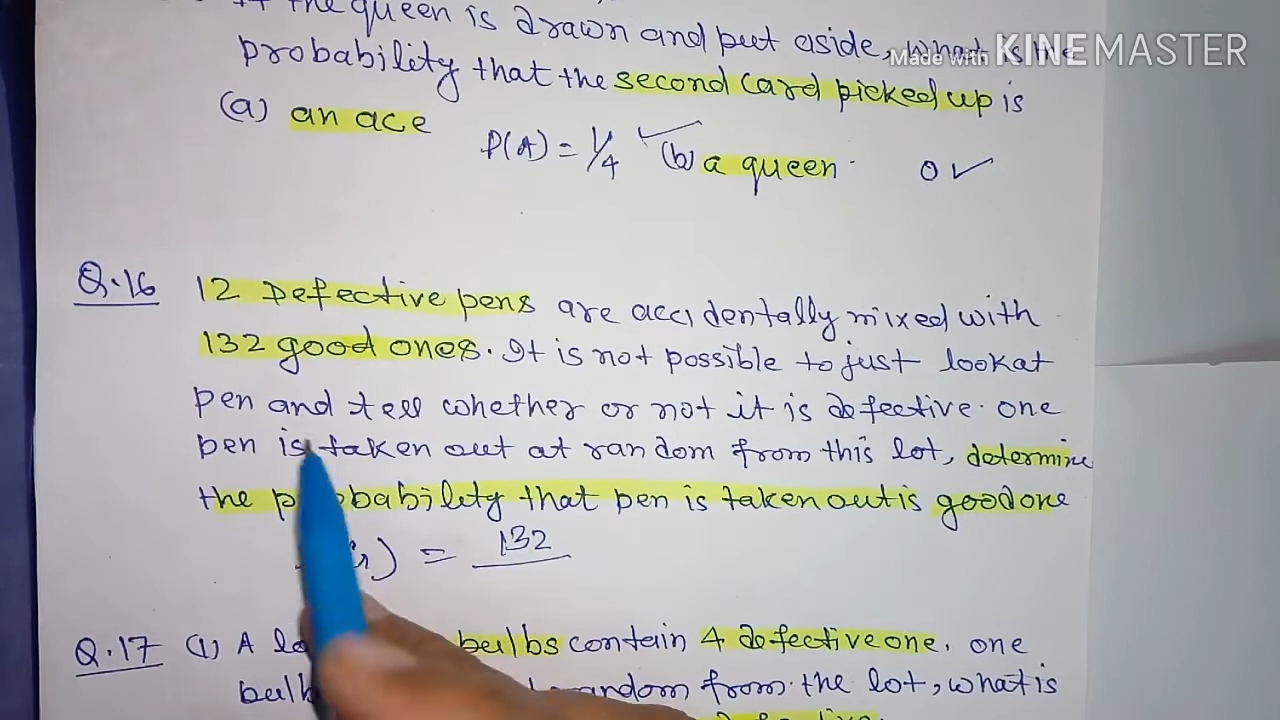 the queen is drawn and put aside, what is the
Made with KINEMASTER
probability that the second card picked up is
(a) an ace P(A) = 1/4 (b) a queen 0
Q.16 12 Defective pens are accidentally mixed with
132 good ones. It is not possible to just look at
pen and tell whether or not it is defective. one
pen is taken out at random from this lot, determine
the probability that pen is taken out is good one
= 132
Q.17 (1) A bulbs contain 4 defective one. one
random from the lot, what is